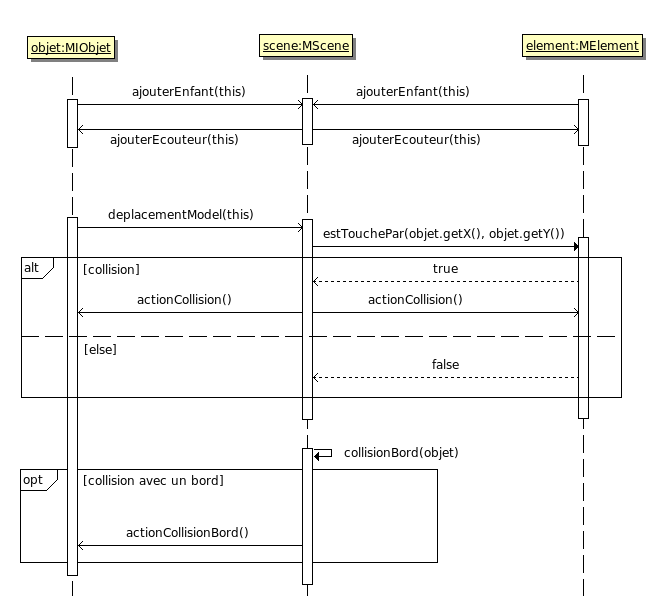 objet:MIObjet
scene:MScene
element:MElement
ajouterEnfant(this)
ajouterEnfant(this)
ajouterEcouteur(this)
ajouterEcouteur(this)
deplacementModel(this)
estTouchePar(objet.getX(), objet.getY())
alt
[collision]
true
actionCollision()
actionCollision()
[else]
false
collisionBord(objet)
opt
[collision avec un bord]
actionCollisionBord()